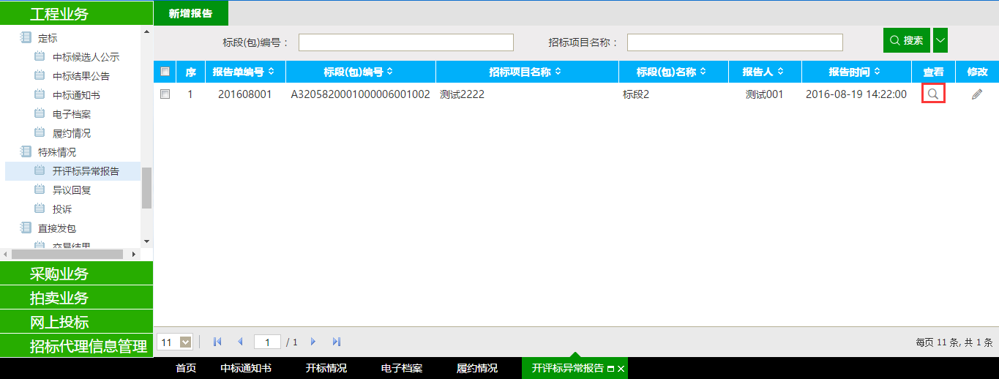 工程业务
定标
中标候选人公示
中标结果公告
中标通知书
电子档案
履约情况
特殊情况
开评标异常报告
异议回复
投诉
直接发包
交易结果
采购业务
拍卖业务
网上投标
招标代理信息管理
新增报告
标段(包)编号： 招标项目名称： 搜索
序 报告单编号 标段(包)编号 招标项目名称 标段(包)名称 报告人 报告时间 查看 修改
1 201608001 A3205820001000006001002 测试2222 标段2 测试001 2016-08-19 14:22:00
11 1 / 1 每页 11 条, 共 1 条
首页 中标通知书 开标情况 电子档案 履约情况 开评标异常报告